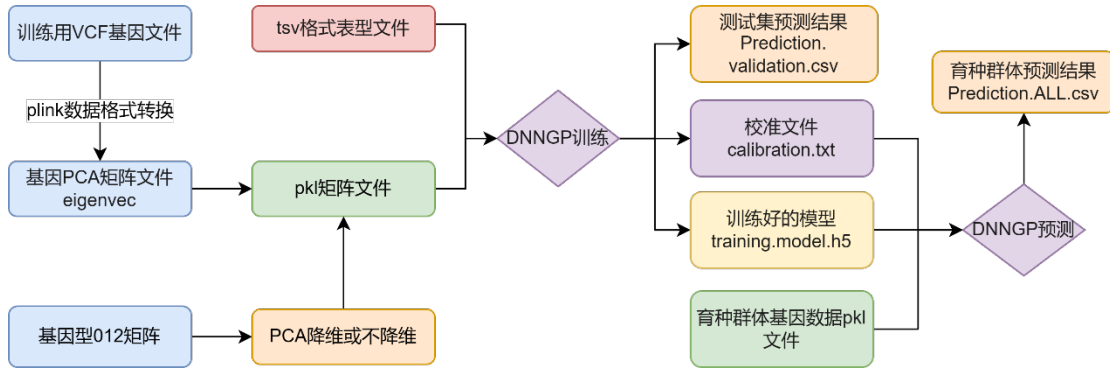 训练用VCF基因文件
plink数据格式转换
基因PCA矩阵文件
eigenvec
基因型012矩阵
tsv格式表型文件
pkl矩阵文件
PCA降维或不降维
DNNGP训练
测试集预测结果
Prediction.
validation.csv
校准文件
calibration.txt
训练好的模型
training.model.h5
育种群体基因数据pkl
文件
育种群体预测结果
Prediction.ALL.csv
DNNGP预测